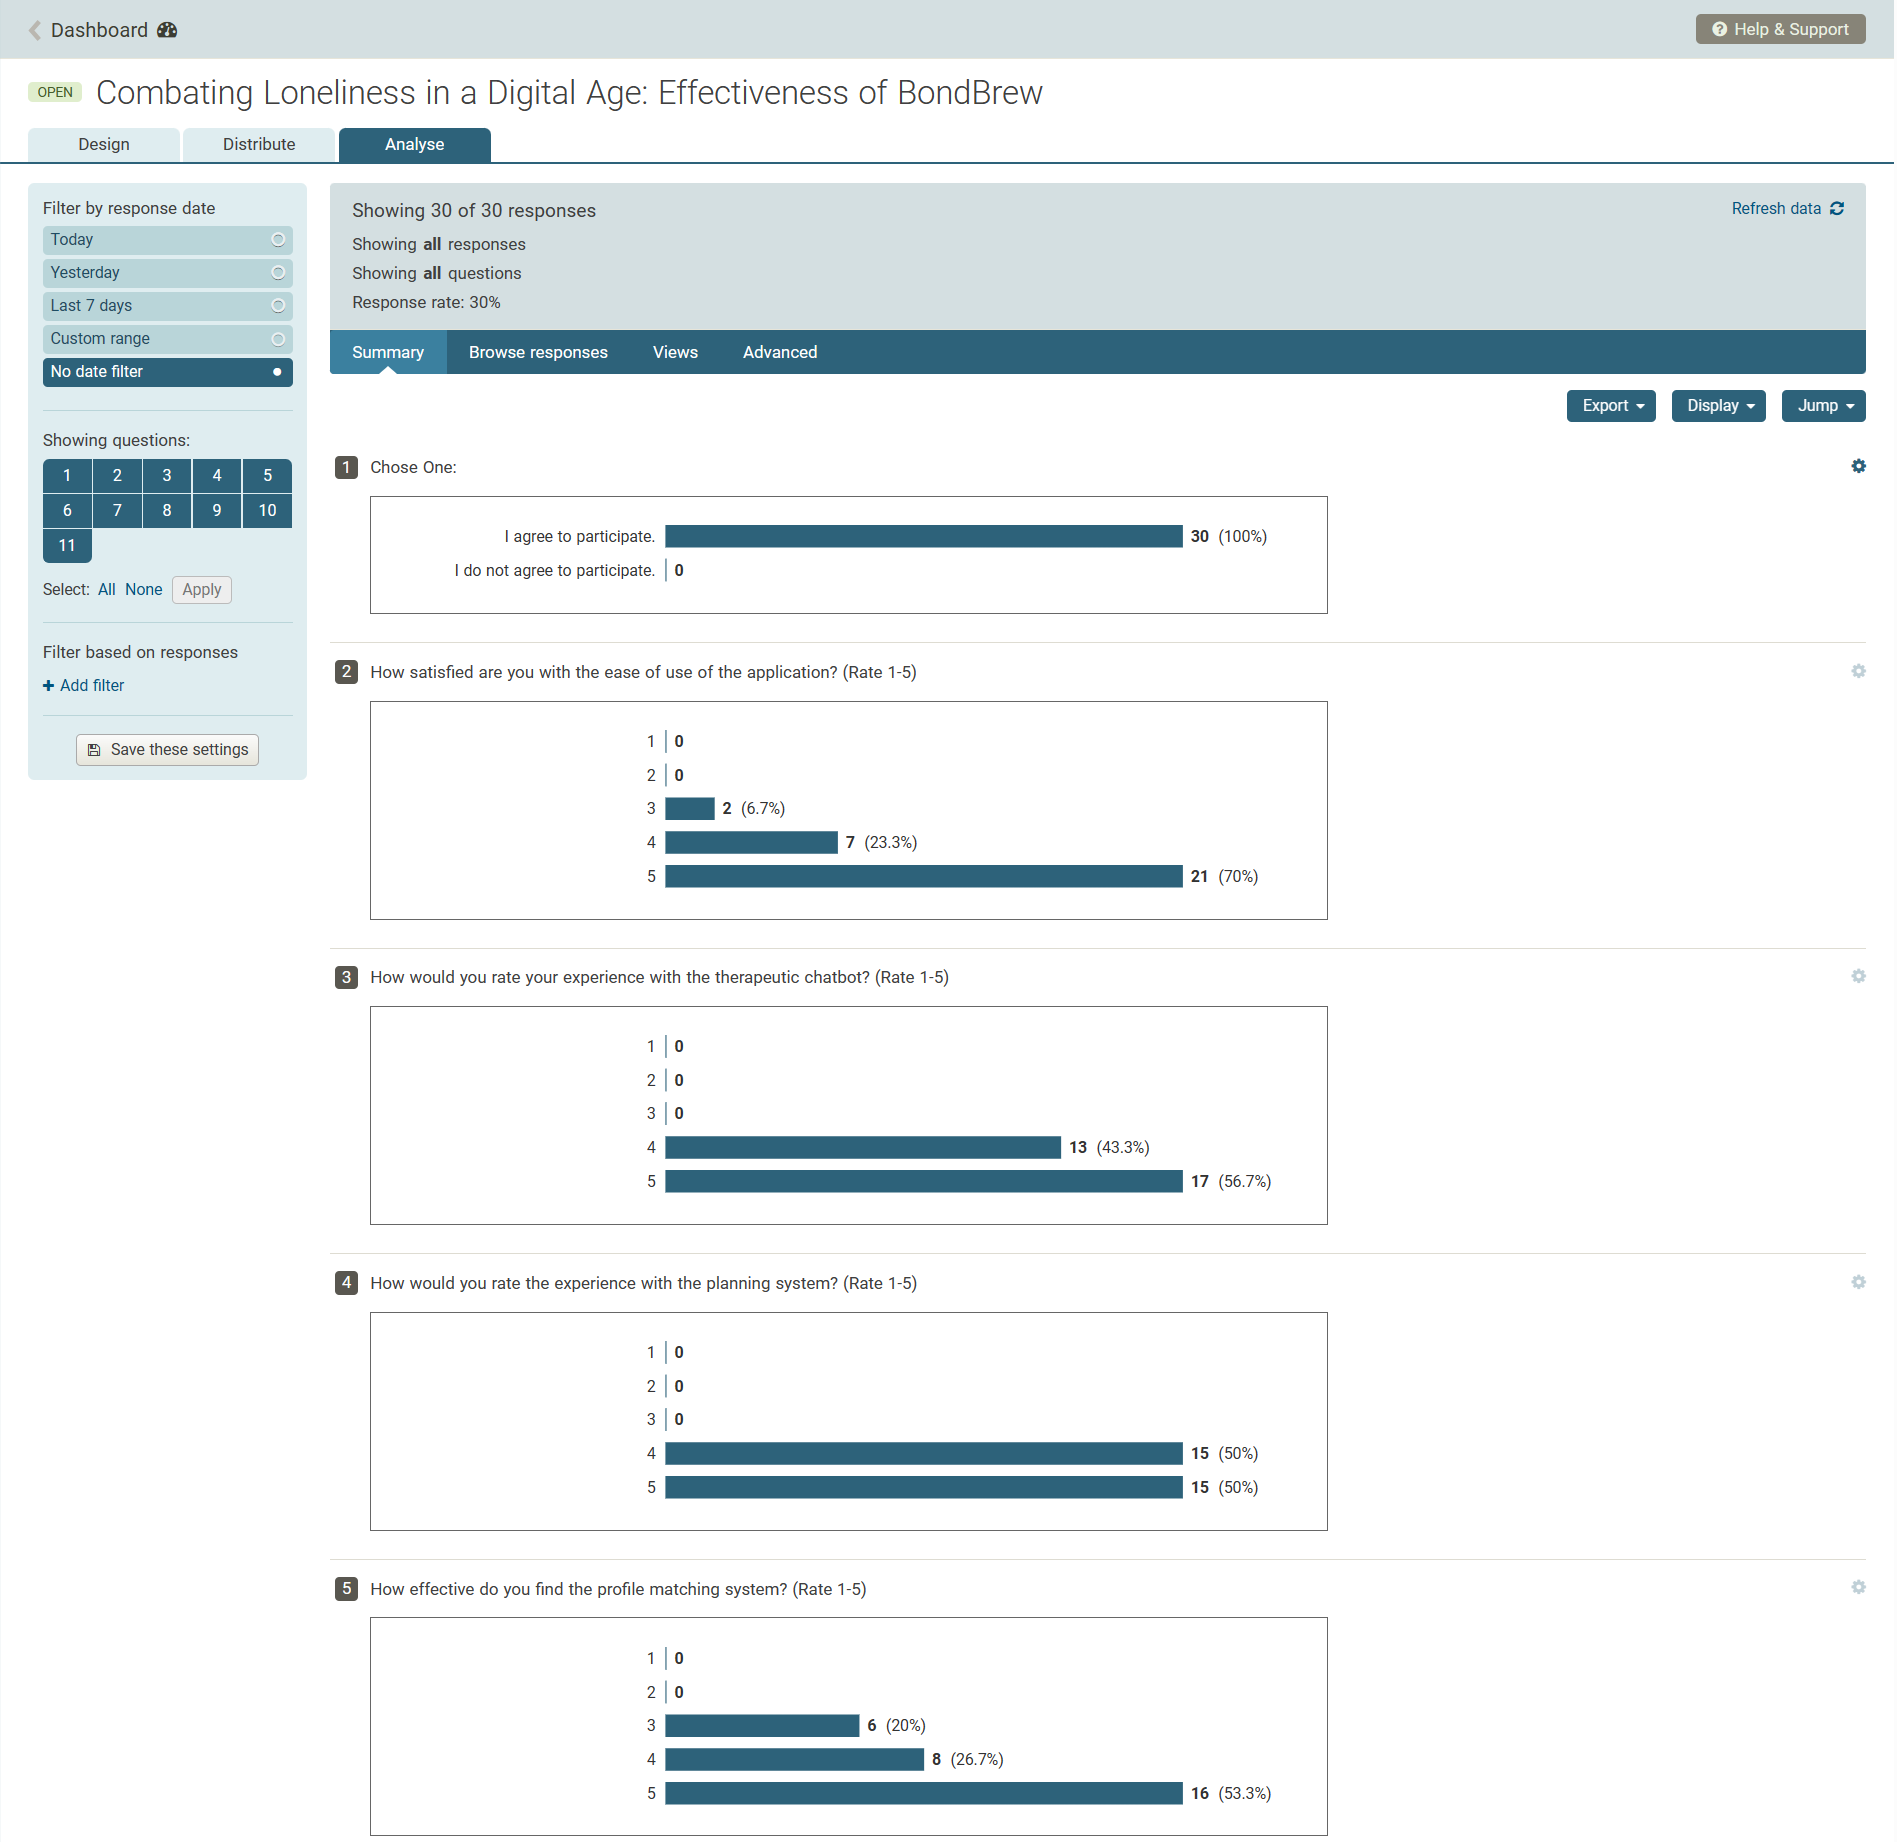 Dashboard
Help & Support
OPEN Combating Loneliness in a Digital Age: Effectiveness of BondBrew
Design Distribute Analyse
Filter by response date
Today
Yesterday
Last 7 days
Custom range
No date filter
Showing questions:
1 2 3 4 5
6 7 8 9 10
11
Select: All None Apply
Filter based on responses
Add filter
Save these settings
Showing 30 of 30 responses
Refresh data
Showing all responses
Showing all questions
Response rate: 30%
Summary Browse responses Views Advanced
Export Display Jump
1 Chose One:
I agree to participate. 30 (100%)
I do not agree to participate. 0
2 How satisfied are you with the ease of use of the application? (Rate 1-5)
1 0
2 0
3 2 (6.7%)
4 7 (23.3%)
5 21 (70%)
3 How would you rate your experience with the therapeutic chatbot? (Rate 1-5)
1 0
2 0
3 0
4 13 (43.3%)
5 17 (56.7%)
4 How would you rate the experience with the planning system? (Rate 1-5)
1 0
2 0
3 0
4 15 (50%)
5 15 (50%)
5 How effective do you find the profile matching system? (Rate 1-5)
1 0
2 0
3 6 (20%)
4 8 (26.7%)
5 16 (53.3%)